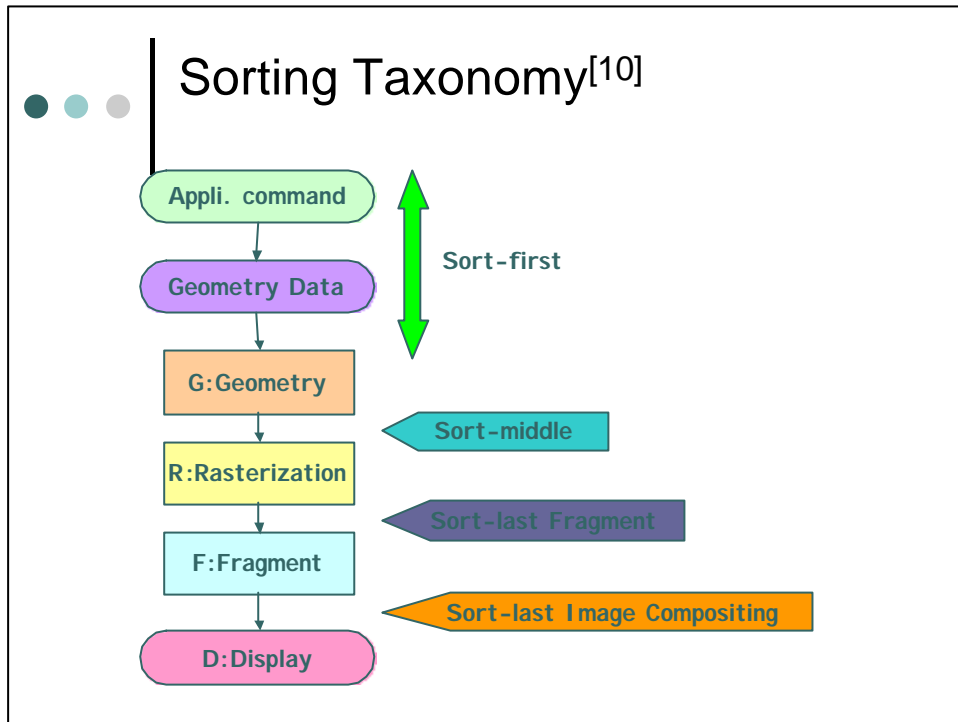 Sorting Taxonomy[10]
Appli. command
Sort-first
Geometry Data
G:Geometry
Sort-middle
R:Rasterization
Sort-last Fragment
F:Fragment
Sort-last Image Compositing
D:Display